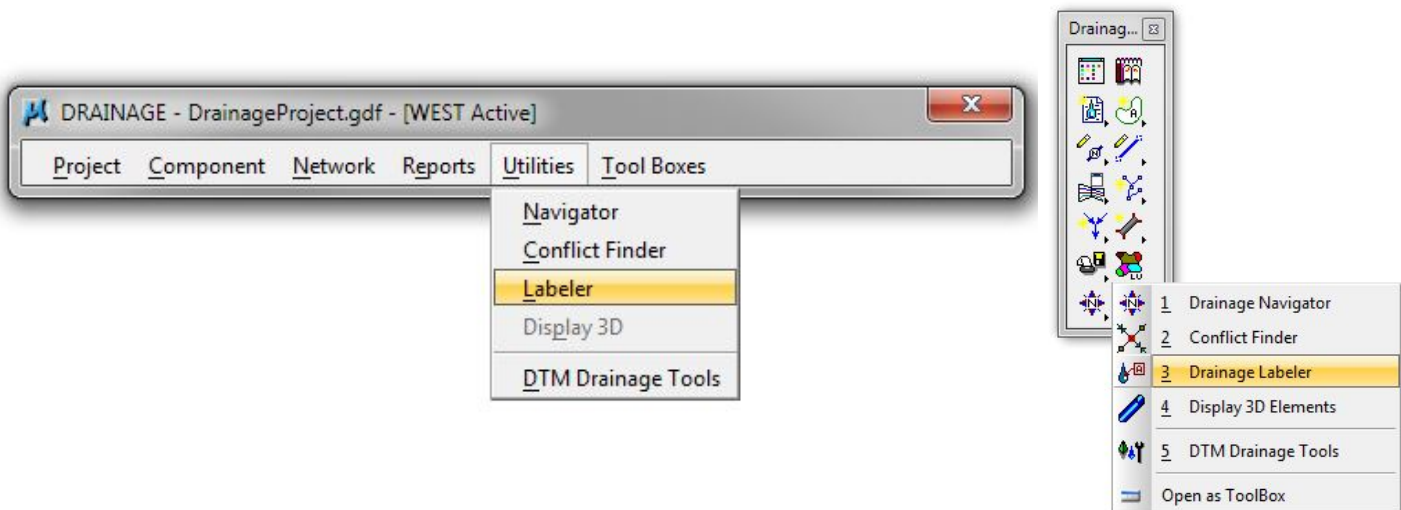 DRAINAGE - DrainageProject.gdf - [WEST Active]
Project Component Network Reports Utilities Tool Boxes
Navigator
Conflict Finder
Labeler
Display 3D
DTM Drainage Tools
Drainag...
1 Drainage Navigator
2 Conflict Finder
3 Drainage Labeler
4 Display 3D Elements
5 DTM Drainage Tools
Open as ToolBox